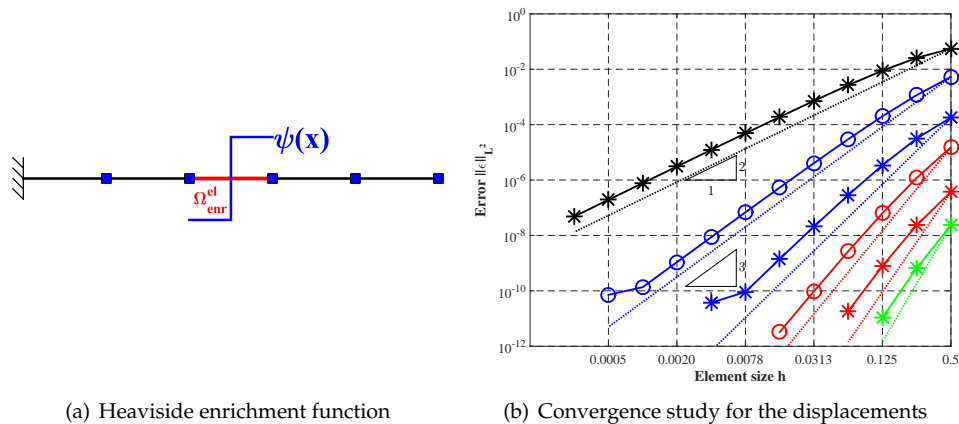 ψ(x)
Ω^el_enr
10^0
10^-2
10^-4
10^-6
10^-8
10^-10
10^-12
Error ||ϵ||_L^2
2
1
3
0.0005
0.0020
0.0078
0.0313
0.125
0.5
Element size h
(a) Heaviside enrichment function
(b) Convergence study for the displacements